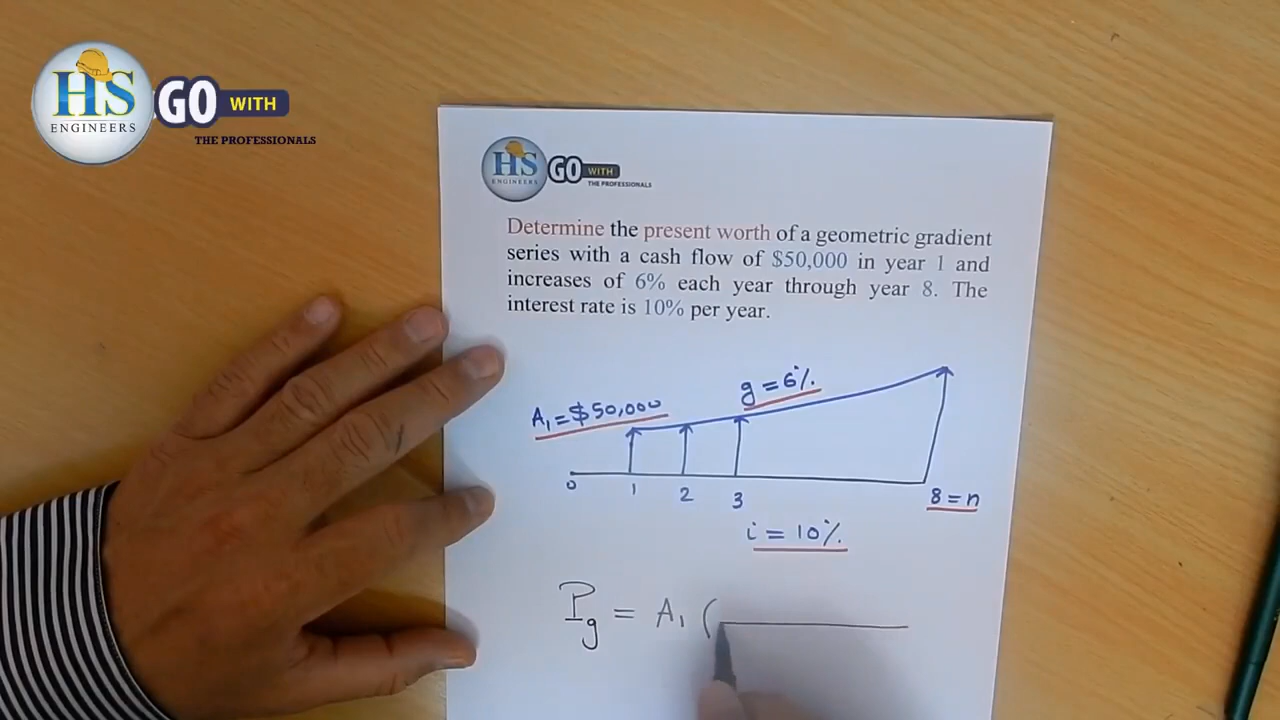 HS
ENGINEERS
GO WITH
THE PROFESSIONALS
HS
ENGINEERS
GO WITH
THE PROFESSIONALS
Determine the present worth of a geometric gradient
series with a cash flow of $50,000 in year 1 and
increases of 6% each year through year 8. The
interest rate is 10% per year.
g = 6%
A₁ = $50,000
0 1 2 3 8 = n
i = 10%
Pg = A₁ (